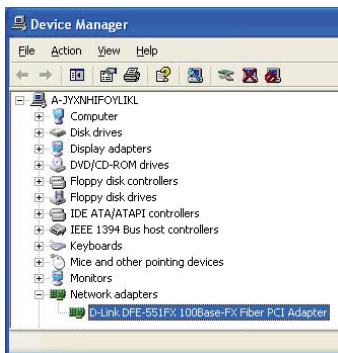 Device Manager
File Action View Help
A-JYXNHIFOYLIKL
Computer
Disk drives
Display adapters
DVD/CD-ROM drives
Floppy disk controllers
Floppy disk drives
IDE ATA/ATAPI controllers
IEEE 1394 Bus host controllers
Keyboards
Mice and other pointing devices
Monitors
Network adapters
D-Link DFE-551FX 100Base-FX Fiber PCI Adapter